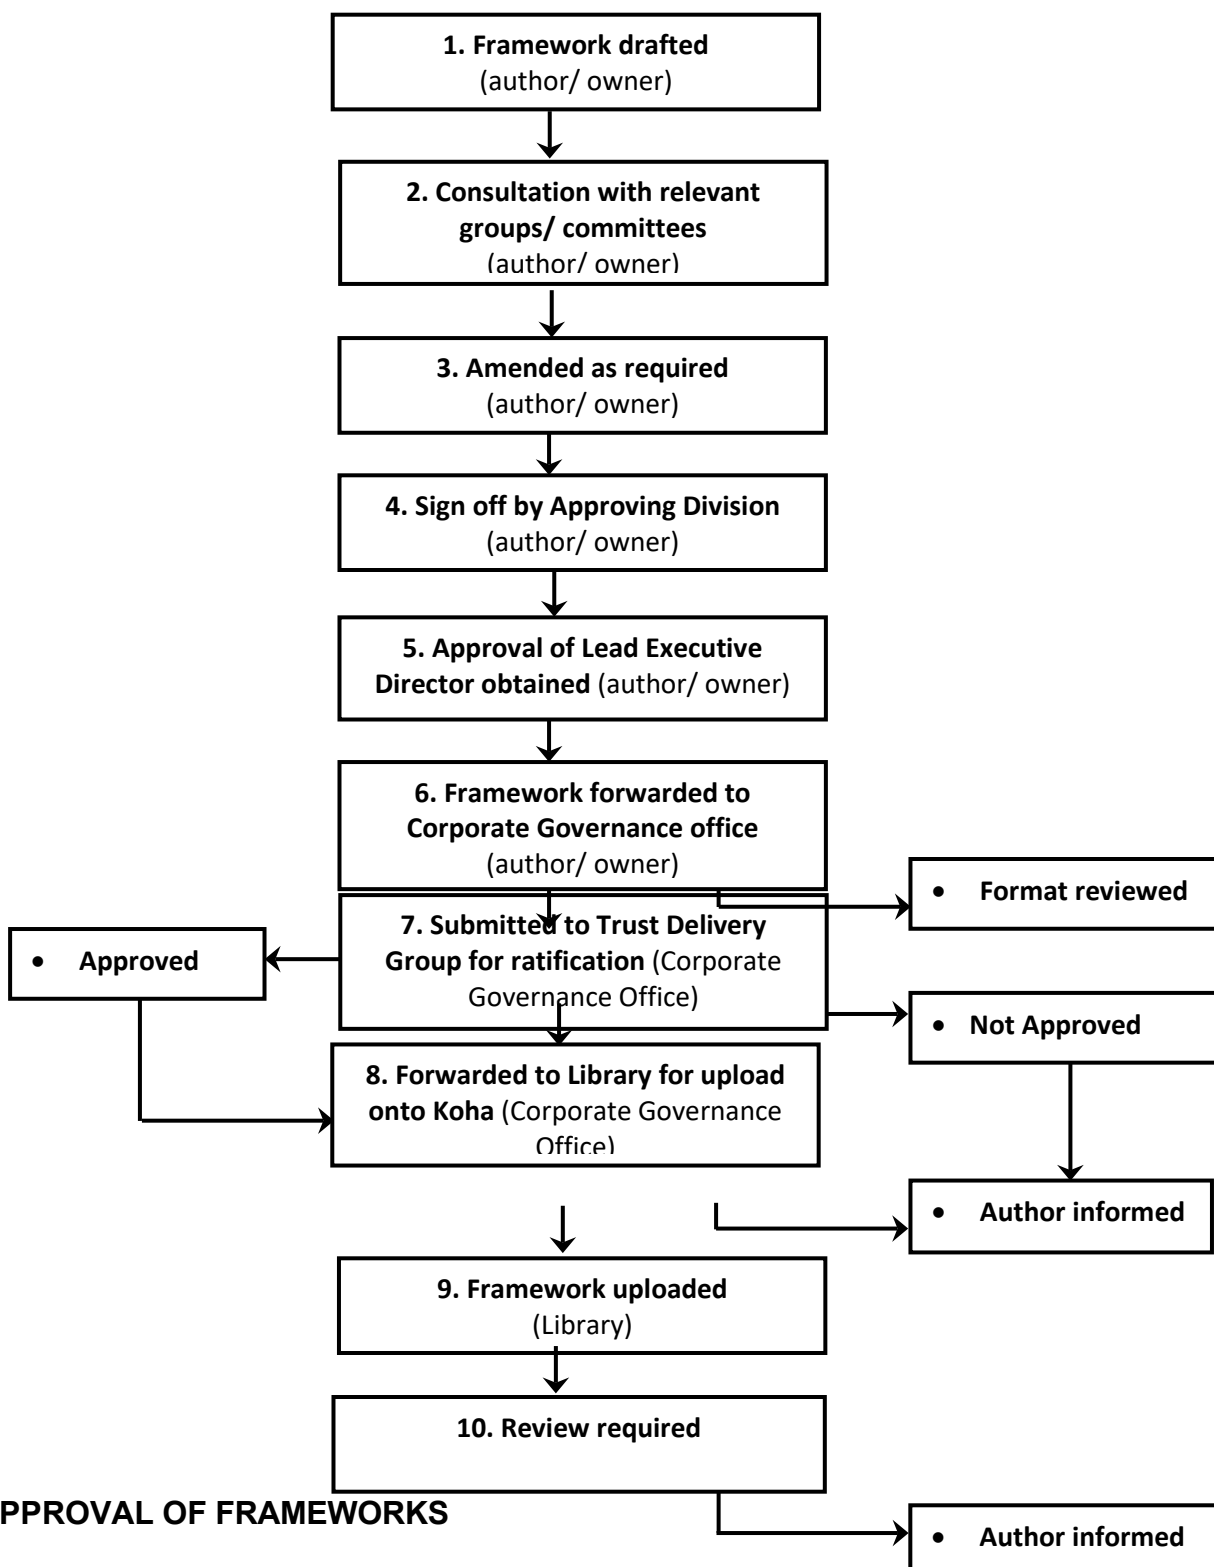 1. Framework drafted
(author/ owner)
2. Consultation with relevant
groups/ committees
(author/ owner)
3. Amended as required
(author/ owner)
4. Sign off by Approving Division
(author/ owner)
5. Approval of Lead Executive
Director obtained (author/ owner)
6. Framework forwarded to
Corporate Governance office
(author/ owner)
• Format reviewed
7. Submitted to Trust Delivery
Group for ratification (Corporate
Governance Office)
• Approved
• Not Approved
8. Forwarded to Library for upload
onto Koha (Corporate Governance
Office)
• Author informed
9. Framework uploaded
(Library)
10. Review required
PPROVAL OF FRAMEWORKS
• Author informed